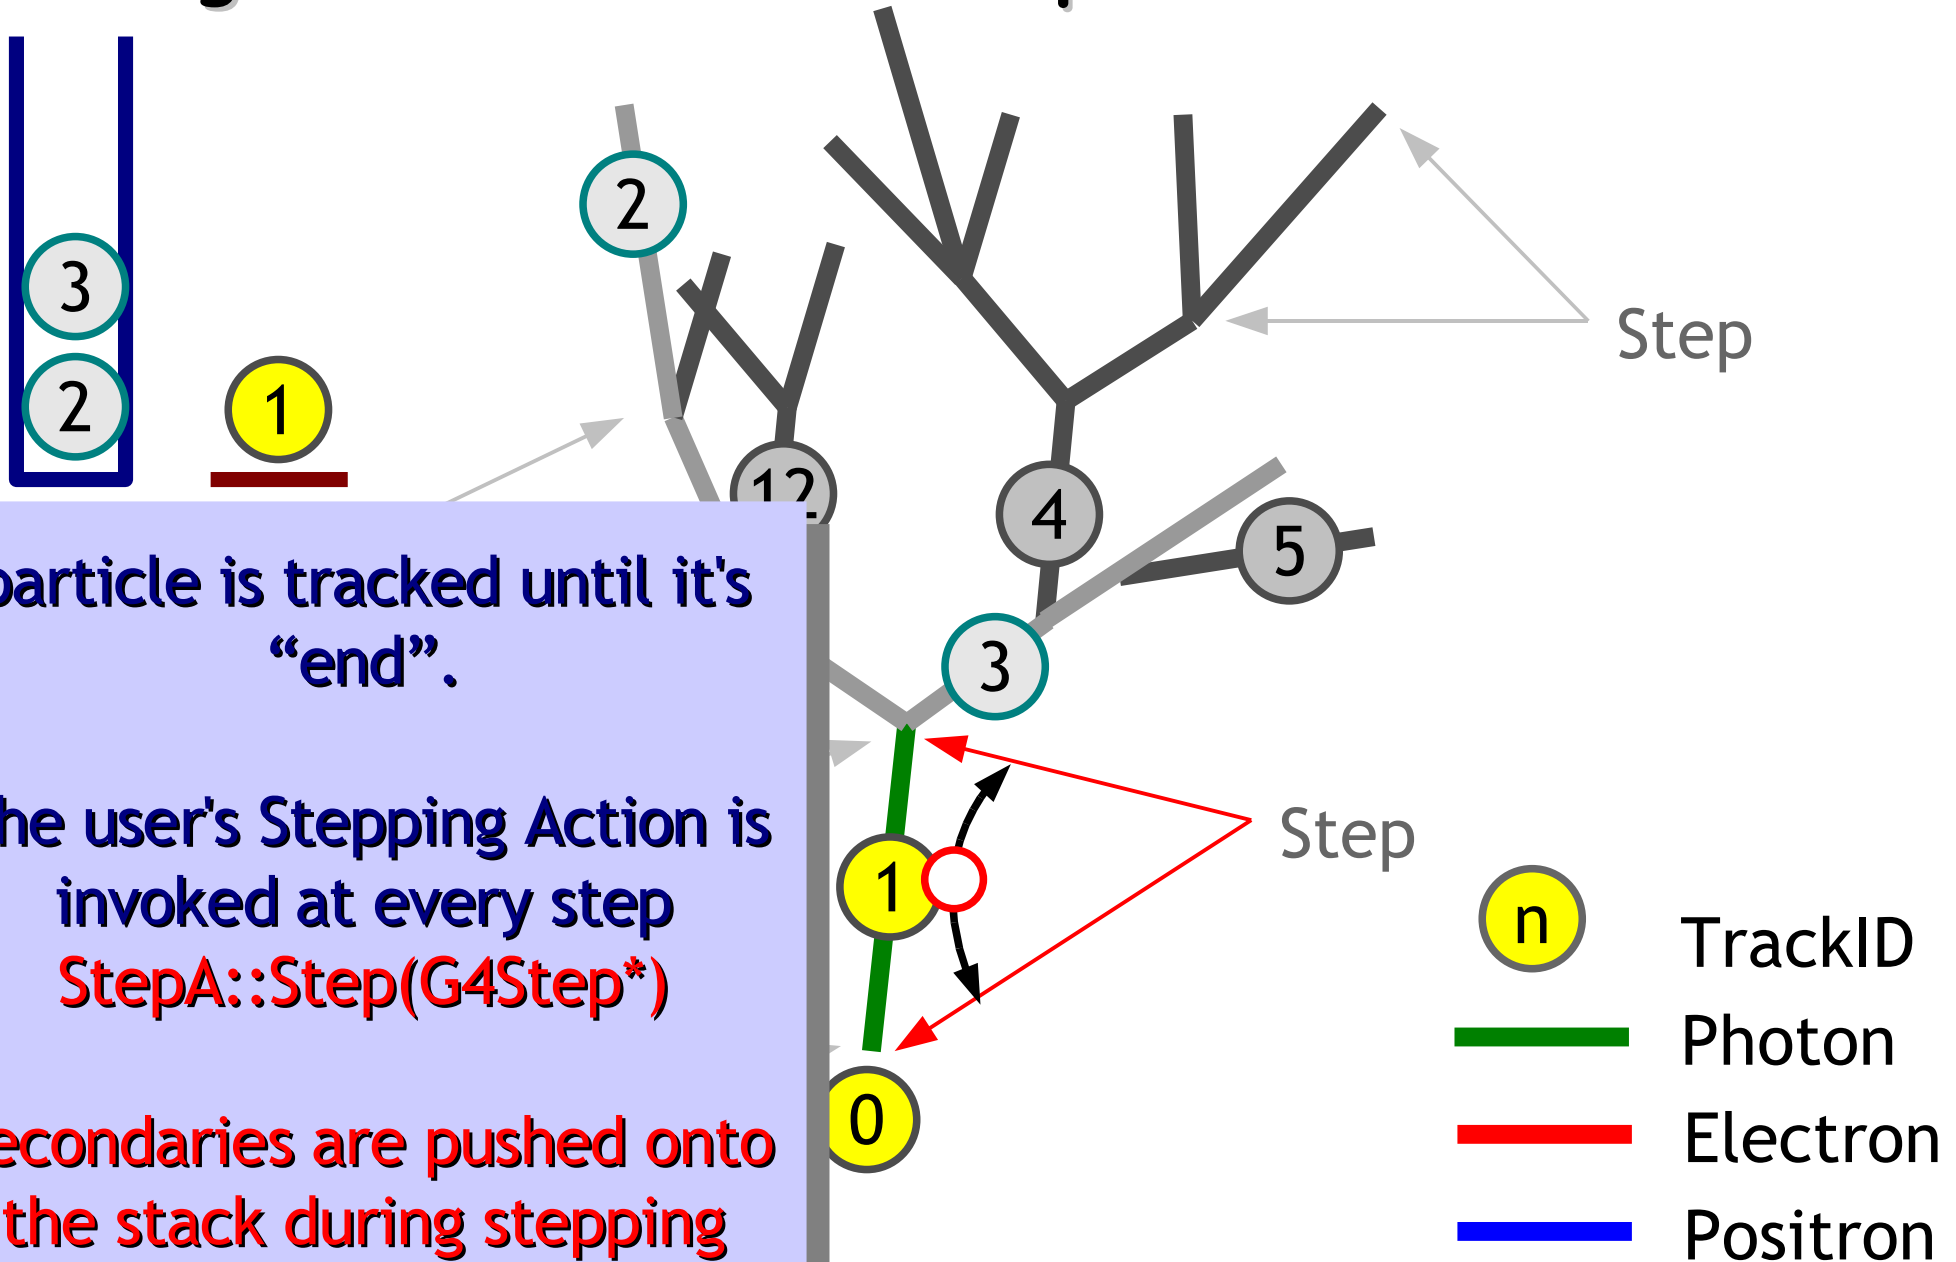 2
3
2
1
12
4
5
3
Step
particle is tracked until it's
“end”.
he user's Stepping Action is
invoked at every step
StepA::Step(G4Step*)
econdaries are pushed onto
the stack during stepping
1
Step
0
n
TrackID
Photon
Electron
Positron